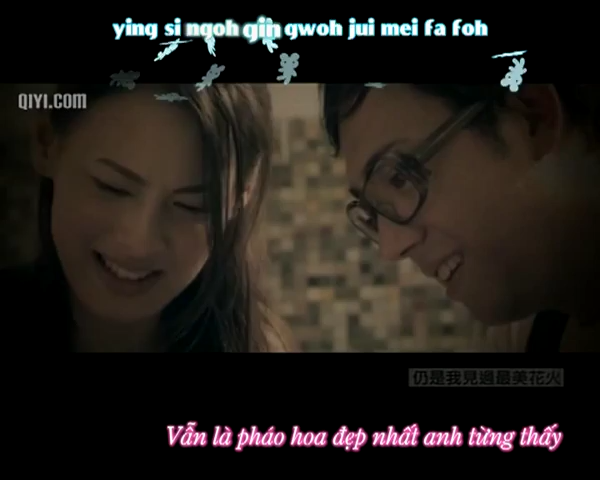 ying si ngoh gin gwoh jui mei fa foh
QIYI.COM
仍是我見過最美花火
Vẫn là pháo hoa đẹp nhất anh từng thấy